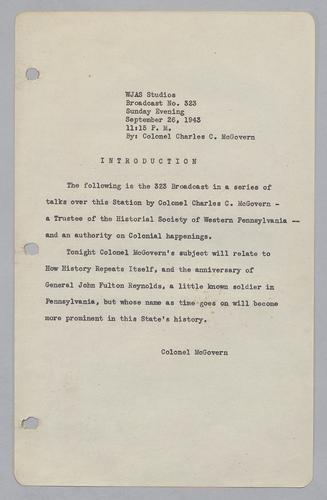 WJAS Studios
Broadcast No. 323
Sunday Evening
September 26, 1943
11:15 P. M.
By: Colonel Charles C. McGovern
I N T R O D U C T I O N
The following is the 323 Broadcast in a series of
talks over this Station by Colonel Charles C. McGovern -
a Trustee of the Historial Society of Western Pennsylvania --
and an authority on Colonial happenings.
Tonight Colonel McGovern's subject will relate to
How History Repeats Itself, and the anniversary of
General John Fulton Reynolds, a little known soldier in
Pennsylvania, but whose name as time goes on will become
more prominent in this State's history.
Colonel McGovern